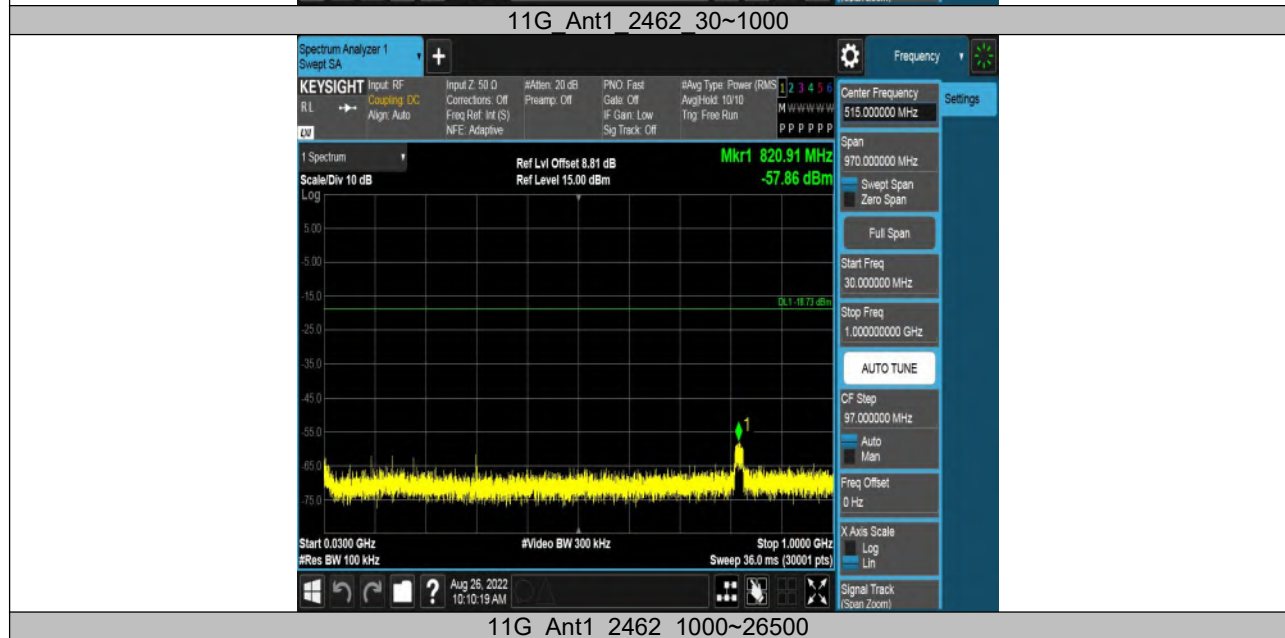 (Span Zoom)
11G_Ant1_2462_30~1000
Spectrum Analyzer 1
Swept SA
+
Frequency
KEYSIGHT
RL
Input: RF
Coupling: DC
Align: Auto
Input Z: 50 Ω
Corrections: Off
Freq Ref: Int (S)
NFE: Adaptive
#Atten: 20 dB
Preamp: Off
PNO: Fast
Gate: Off
IF Gain: Low
Sig Track: Off
#Avg Type: Power (RMS
Avg|Hold: 10/10
Trig: Free Run
1 2 3 4 5 6
M W W W W W
P P P P P P
Center Frequency
515.000000 MHz
Settings
1 Spectrum
Scale/Div 10 dB
Log
Ref Lvl Offset 8.81 dB
Ref Level 15.00 dBm
Mkr1 820.91 MHz
-57.86 dBm
5.00
-5.00
-15.0
DL1 -18.73 dBm
-25.0
-35.0
-45.0
-55.0
1
-65.0
-75.0
Start 0.0300 GHz
#Res BW 100 kHz
#Video BW 300 kHz
Stop 1.0000 GHz
Sweep 36.0 ms (30001 pts)
Span
970.000000 MHz
Swept Span
Zero Span
Full Span
Start Freq
30.000000 MHz
Stop Freq
1.000000000 GHz
AUTO TUNE
CF Step
97.000000 MHz
Auto
Man
Freq Offset
0 Hz
X Axis Scale
Log
Lin
Signal Track
(Span Zoom)
?
Aug 26, 2022
10:10:19 AM
11G_Ant1_2462_1000~26500